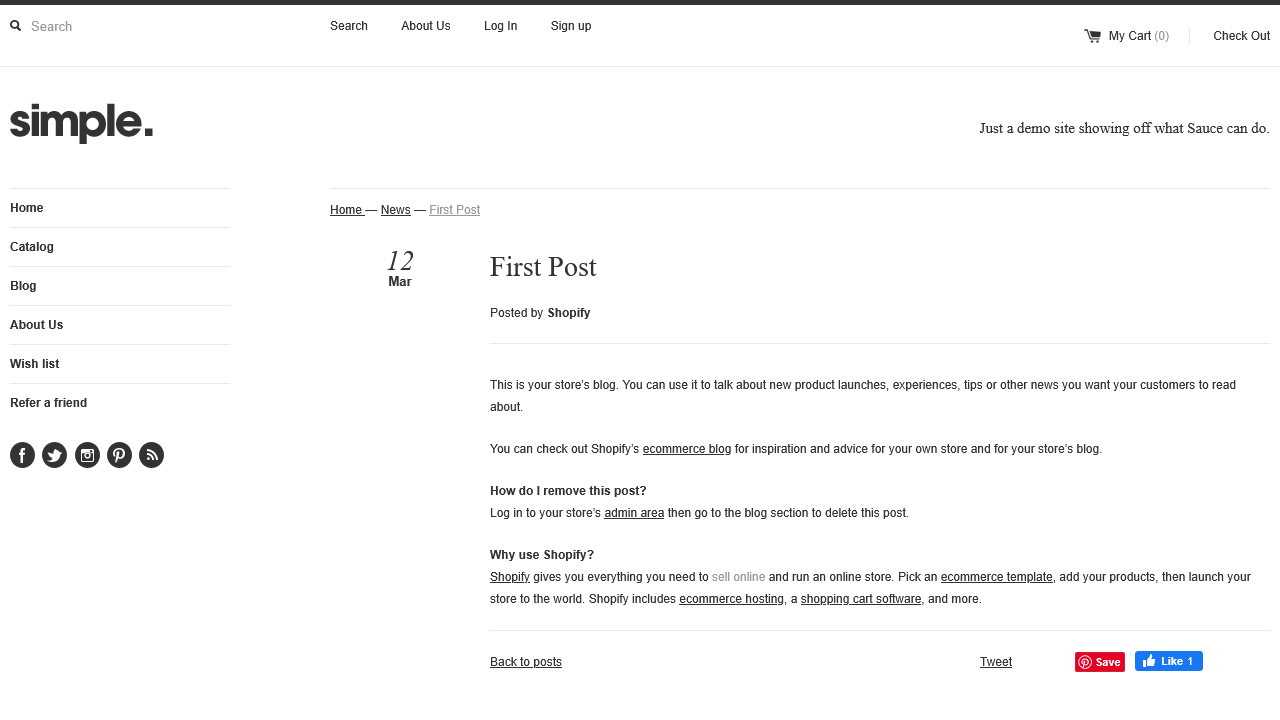 Search
Search About Us Log In Sign up
My Cart (0) Check Out
simple.
Just a demo site showing off what Sauce can do.
Home
Catalog
Blog
About Us
Wish list
Refer a friend
Home — News — First Post
12
Mar
First Post
Posted by Shopify
This is your store’s blog. You can use it to talk about new product launches, experiences, tips or other news you want your customers to read
about.
You can check out Shopify’s ecommerce blog for inspiration and advice for your own store and for your store’s blog.
How do I remove this post?
Log in to your store’s admin area then go to the blog section to delete this post.
Why use Shopify?
Shopify gives you everything you need to sell online and run an online store. Pick an ecommerce template, add your products, then launch your
store to the world. Shopify includes ecommerce hosting, a shopping cart software, and more.
Back to posts
Tweet
Save
Like 1